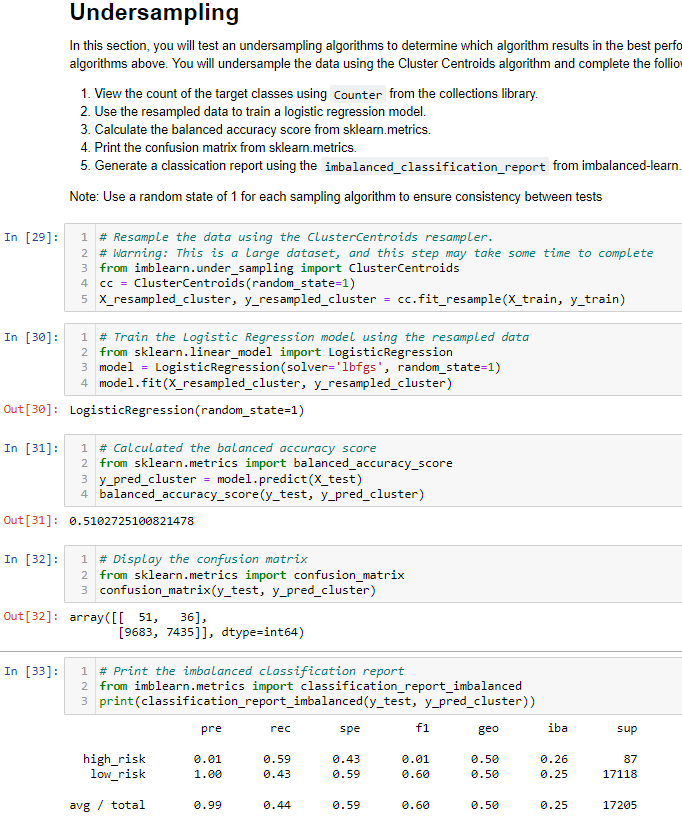 Undersampling
In this section, you will test an undersampling algorithms to determine which algorithm results in the best perfo
algorithms above. You will undersample the data using the Cluster Centroids algorithm and complete the follov
1. View the count of the target classes using Counter from the collections library.
2. Use the resampled data to train a logistic regression model.
3. Calculate the balanced accuracy score from sklearn.metrics.
4. Print the confusion matrix from sklearn.metrics.
5. Generate a classication report using the imbalanced_classification_report from imbalanced-learn.
Note: Use a random state of 1 for each sampling algorithm to ensure consistency between tests
In [29]: 1 # Resample the data using the ClusterCentroids resampler.
2 # Warning: This is a large dataset, and this step may take some time to complete
3 from imblearn.under_sampling import ClusterCentroids
4 cc = ClusterCentroids(random_state=1)
5 X_resampled_cluster, y_resampled_cluster = cc.fit_resample(X_train, y_train)
In [30]: 1 # Train the Logistic Regression model using the resampled data
2 from sklearn.linear_model import LogisticRegression
3 model = LogisticRegression(solver='lbfgs', random_state=1)
4 model.fit(X_resampled_cluster, y_resampled_cluster)
Out[30]: LogisticRegression(random_state=1)
In [31]: 1 # Calculated the balanced accuracy score
2 from sklearn.metrics import balanced_accuracy_score
3 y_pred_cluster = model.predict(X_test)
4 balanced_accuracy_score(y_test, y_pred_cluster)
Out[31]: 0.5102725100821478
In [32]: 1 # Display the confusion matrix
2 from sklearn.metrics import confusion_matrix
3 confusion_matrix(y_test, y_pred_cluster)
Out[32]: array([[ 51, 36],
[9683, 7435]], dtype=int64)
In [33]: 1 # Print the imbalanced classification report
2 from imblearn.metrics import classification_report_imbalanced
3 print(classification_report_imbalanced(y_test, y_pred_cluster))
pre rec spe f1 geo iba sup
high_risk 0.01 0.59 0.43 0.01 0.50 0.26 87
low_risk 1.00 0.43 0.59 0.60 0.50 0.25 17118
avg / total 0.99 0.44 0.59 0.60 0.50 0.25 17205